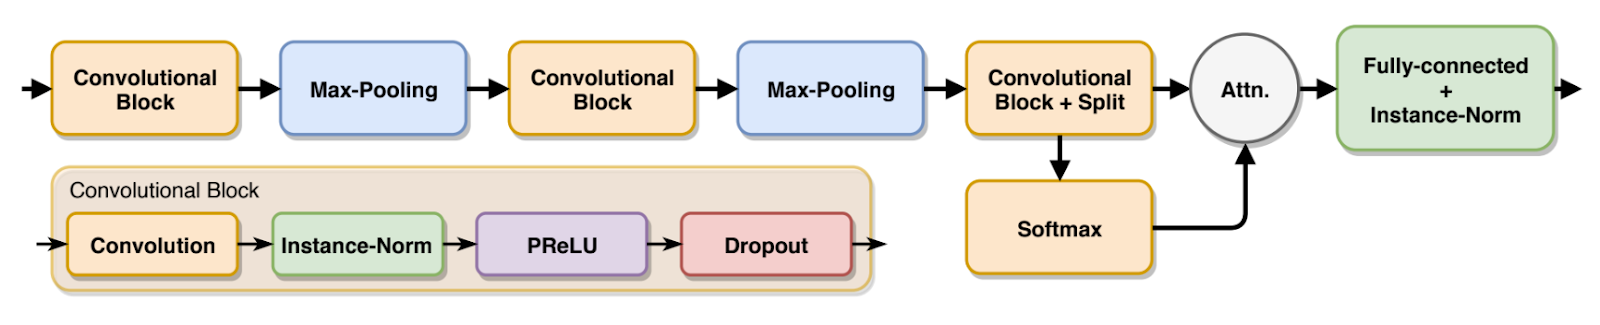 Convolutional
Block
Max-Pooling
Convolutional
Block
Max-Pooling
Convolutional
Block + Split
Attn.
Fully-connected
+
Instance-Norm
Softmax
Convolutional Block
Convolution
Instance-Norm
PReLU
Dropout